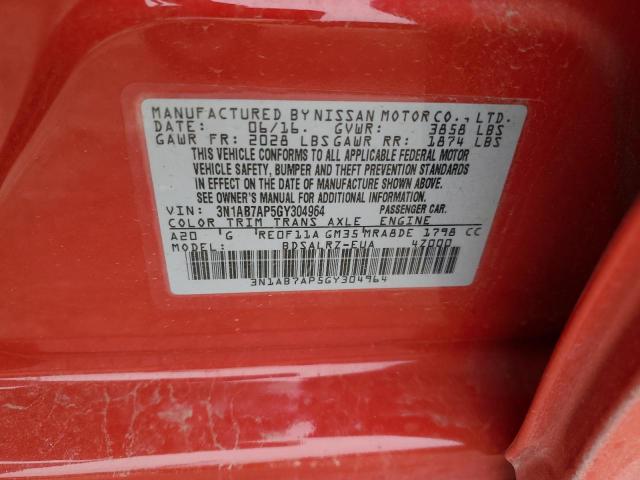 MANUFACTURED BY NISSAN MOTOR CO., LTD.
DATE: 06/16. GVWR: 3858 LBS
GAWR FR: 2028 LBS GAWR RR: 1874 LBS
THIS VEHICLE CONFORMS TO ALL APPLICABLE FEDERAL MOTOR
VEHICLE SAFETY, BUMPER AND THEFT PREVENTION STANDARDS
IN EFFECT ON THE DATE OF MANUFACTURE SHOWN ABOVE.
SEE OWNER'S MANUAL FOR ADDITIONAL INFORMATION.
VIN: 3N1AB7AP5GY304964 PASSENGER CAR.
COLOR TRIM TRANS AXLE ENGINE
A20 G RE0F11A GM35 MRA8DE 1798 CC
MODEL: BDSALRZ-EUA 47000
3N1AB7AP5GY304964